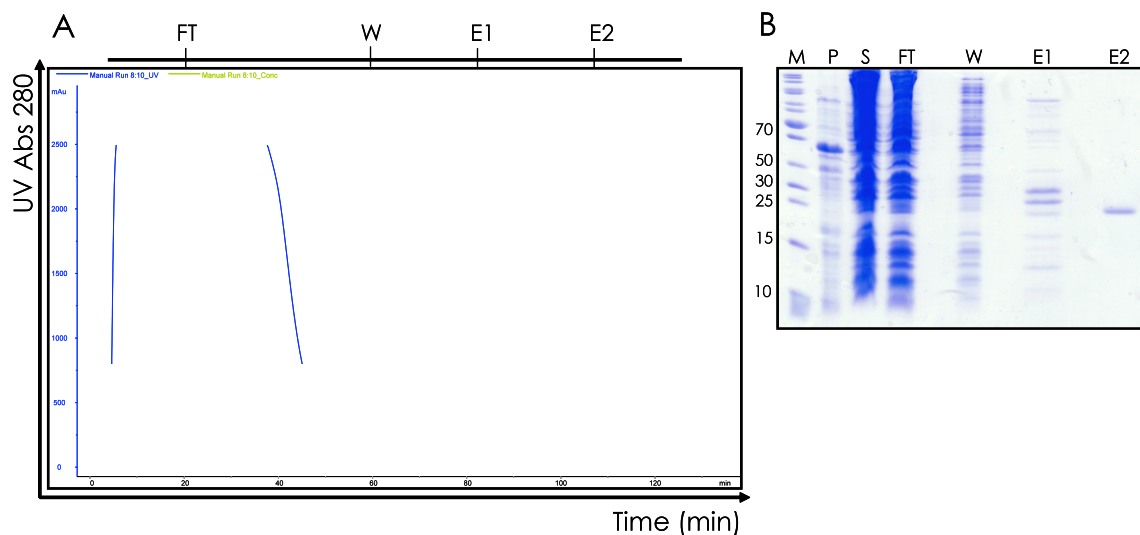 A
FT W E1 E2
Manual Run 8:10_UV Manual Run 8:10_Conc
mAu
UV Abs 280
2500
2000
1500
1000
500
0
0 20 40 60 80 100 120 min
Time (min)
B
M P S FT W E1 E2
70
50
30
25
15
10